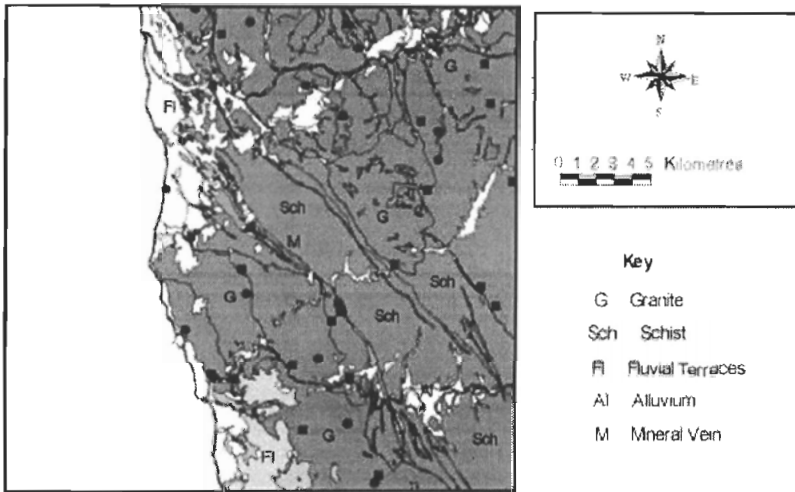 G
Fl
Sch
G
M
Sch
G
Sch
G
Sch
Fl
N
W E
S
0 1 2 3 4 5 Kilometres
Key
G Granite
Sch Schist
Fl Fluvial Terraces
Al Alluvium
M Mineral Vein